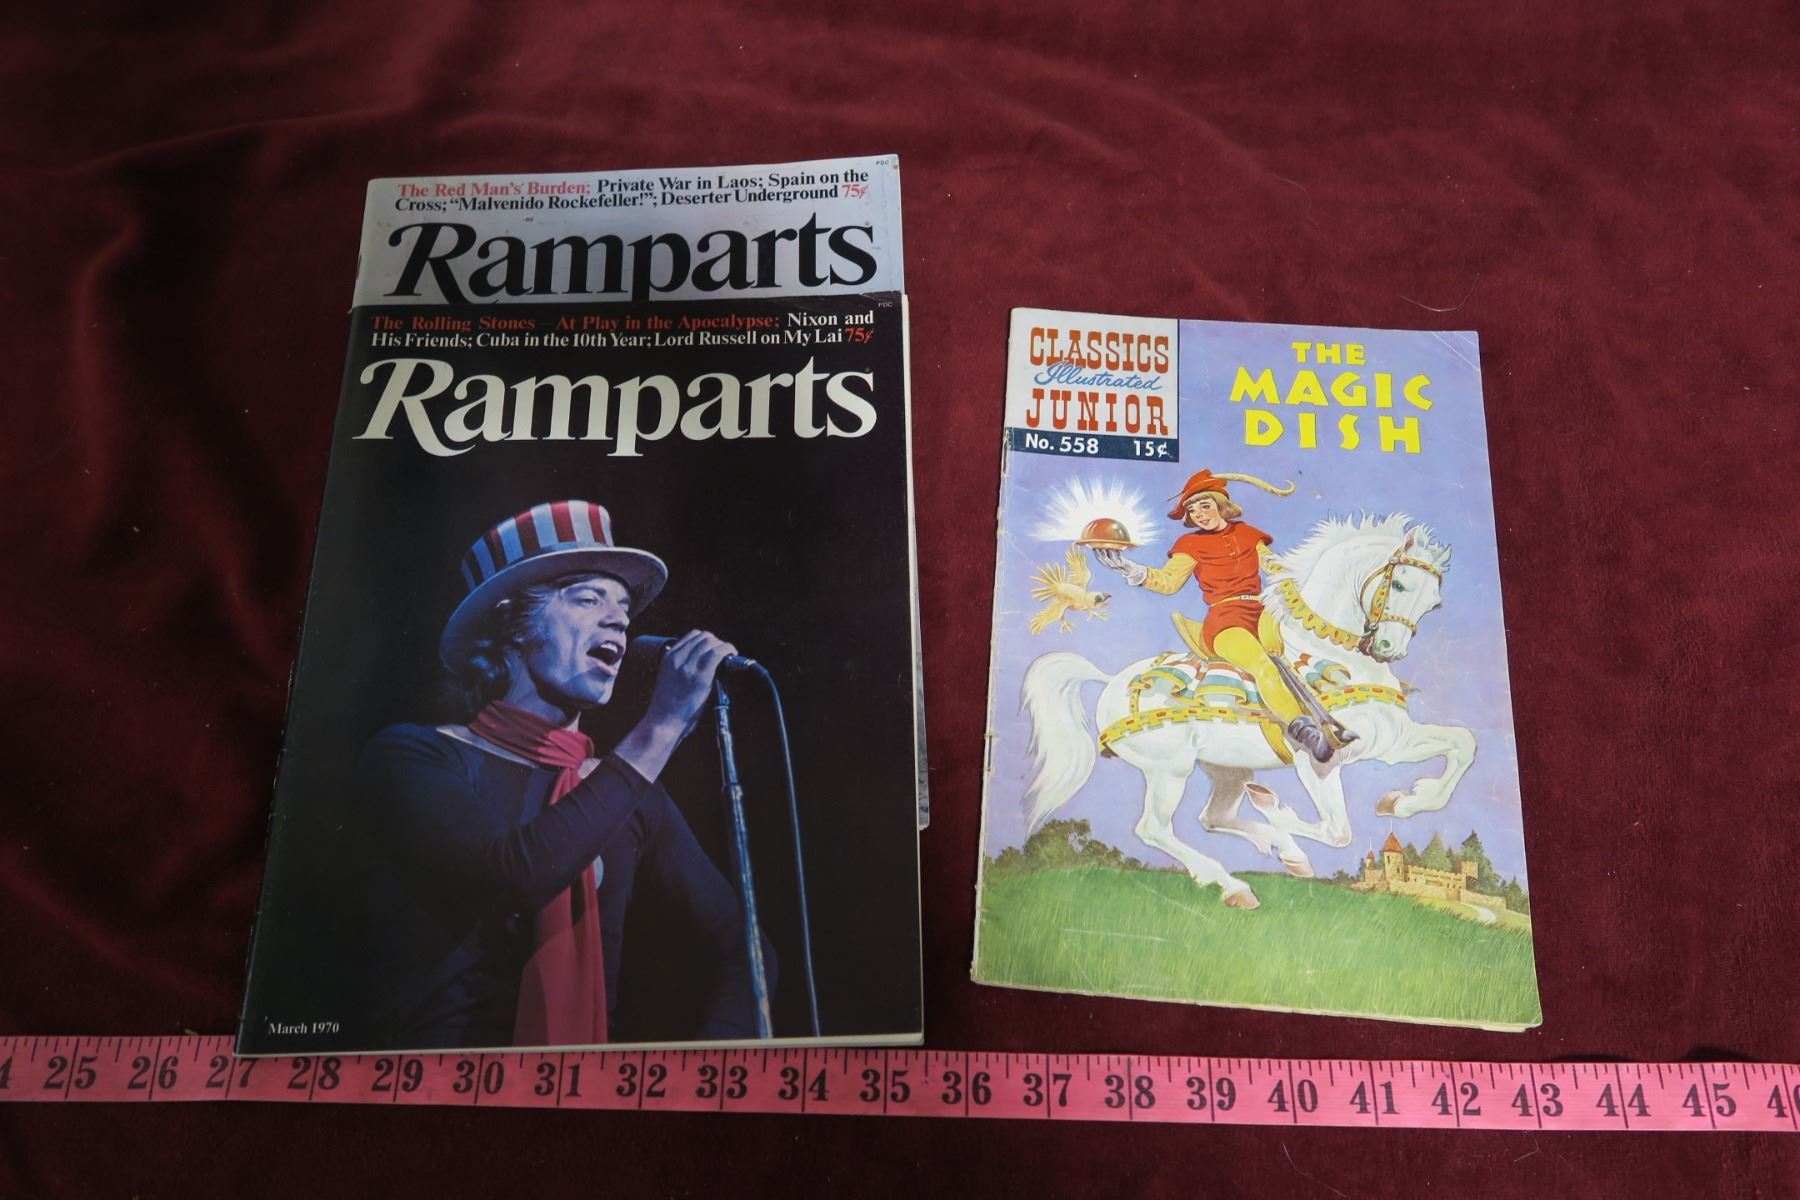 PDC
The Red Man's Burden; Private War in Laos; Spain on the
Cross; “Malvenido Rockefeller!”; Deserter Underground 75¢
Ramparts
PDC
The Rolling Stones—At Play in the Apocalypse; Nixon and
His Friends; Cuba in the 10th Year; Lord Russell on My Lai 75¢
Ramparts
March 1970
CLASSICS
Illustrated
JUNIOR
No. 558 15¢
THE
MAGIC
DISH
25 26 27 28 29 30 31 32 33 34 35 36 37 38 39 40 41 42 43 44 45